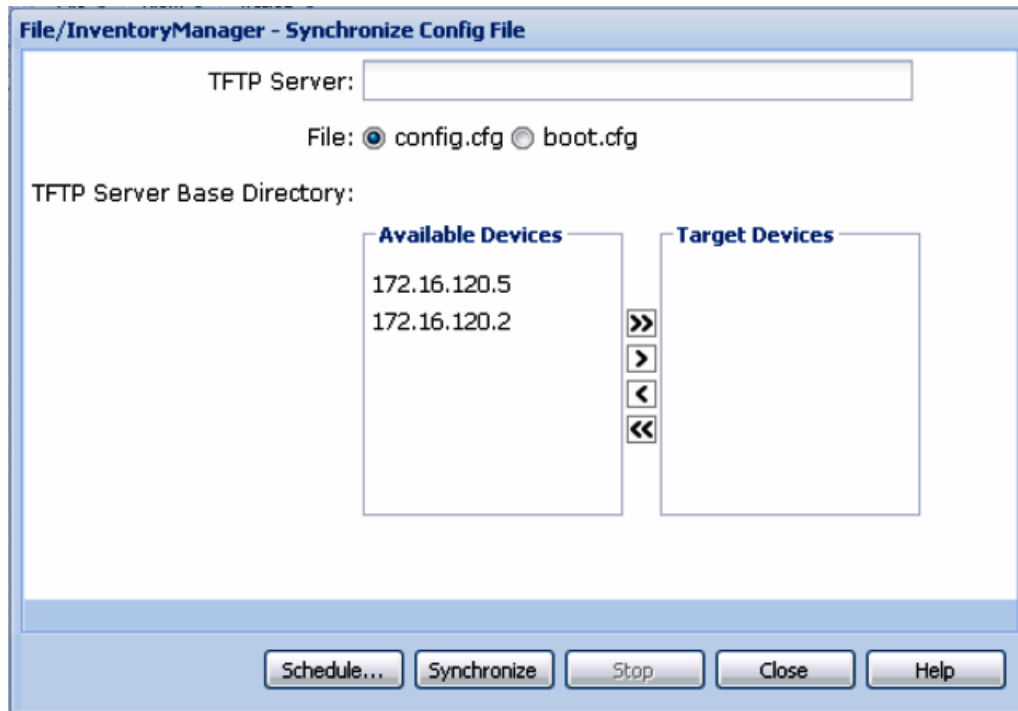 File/InventoryManager - Synchronize Config File
TFTP Server:
File: config.cfg boot.cfg
TFTP Server Base Directory:
Available Devices Target Devices
172.16.120.5
172.16.120.2
>>
>
<
<<
Schedule... Synchronize Stop Close Help